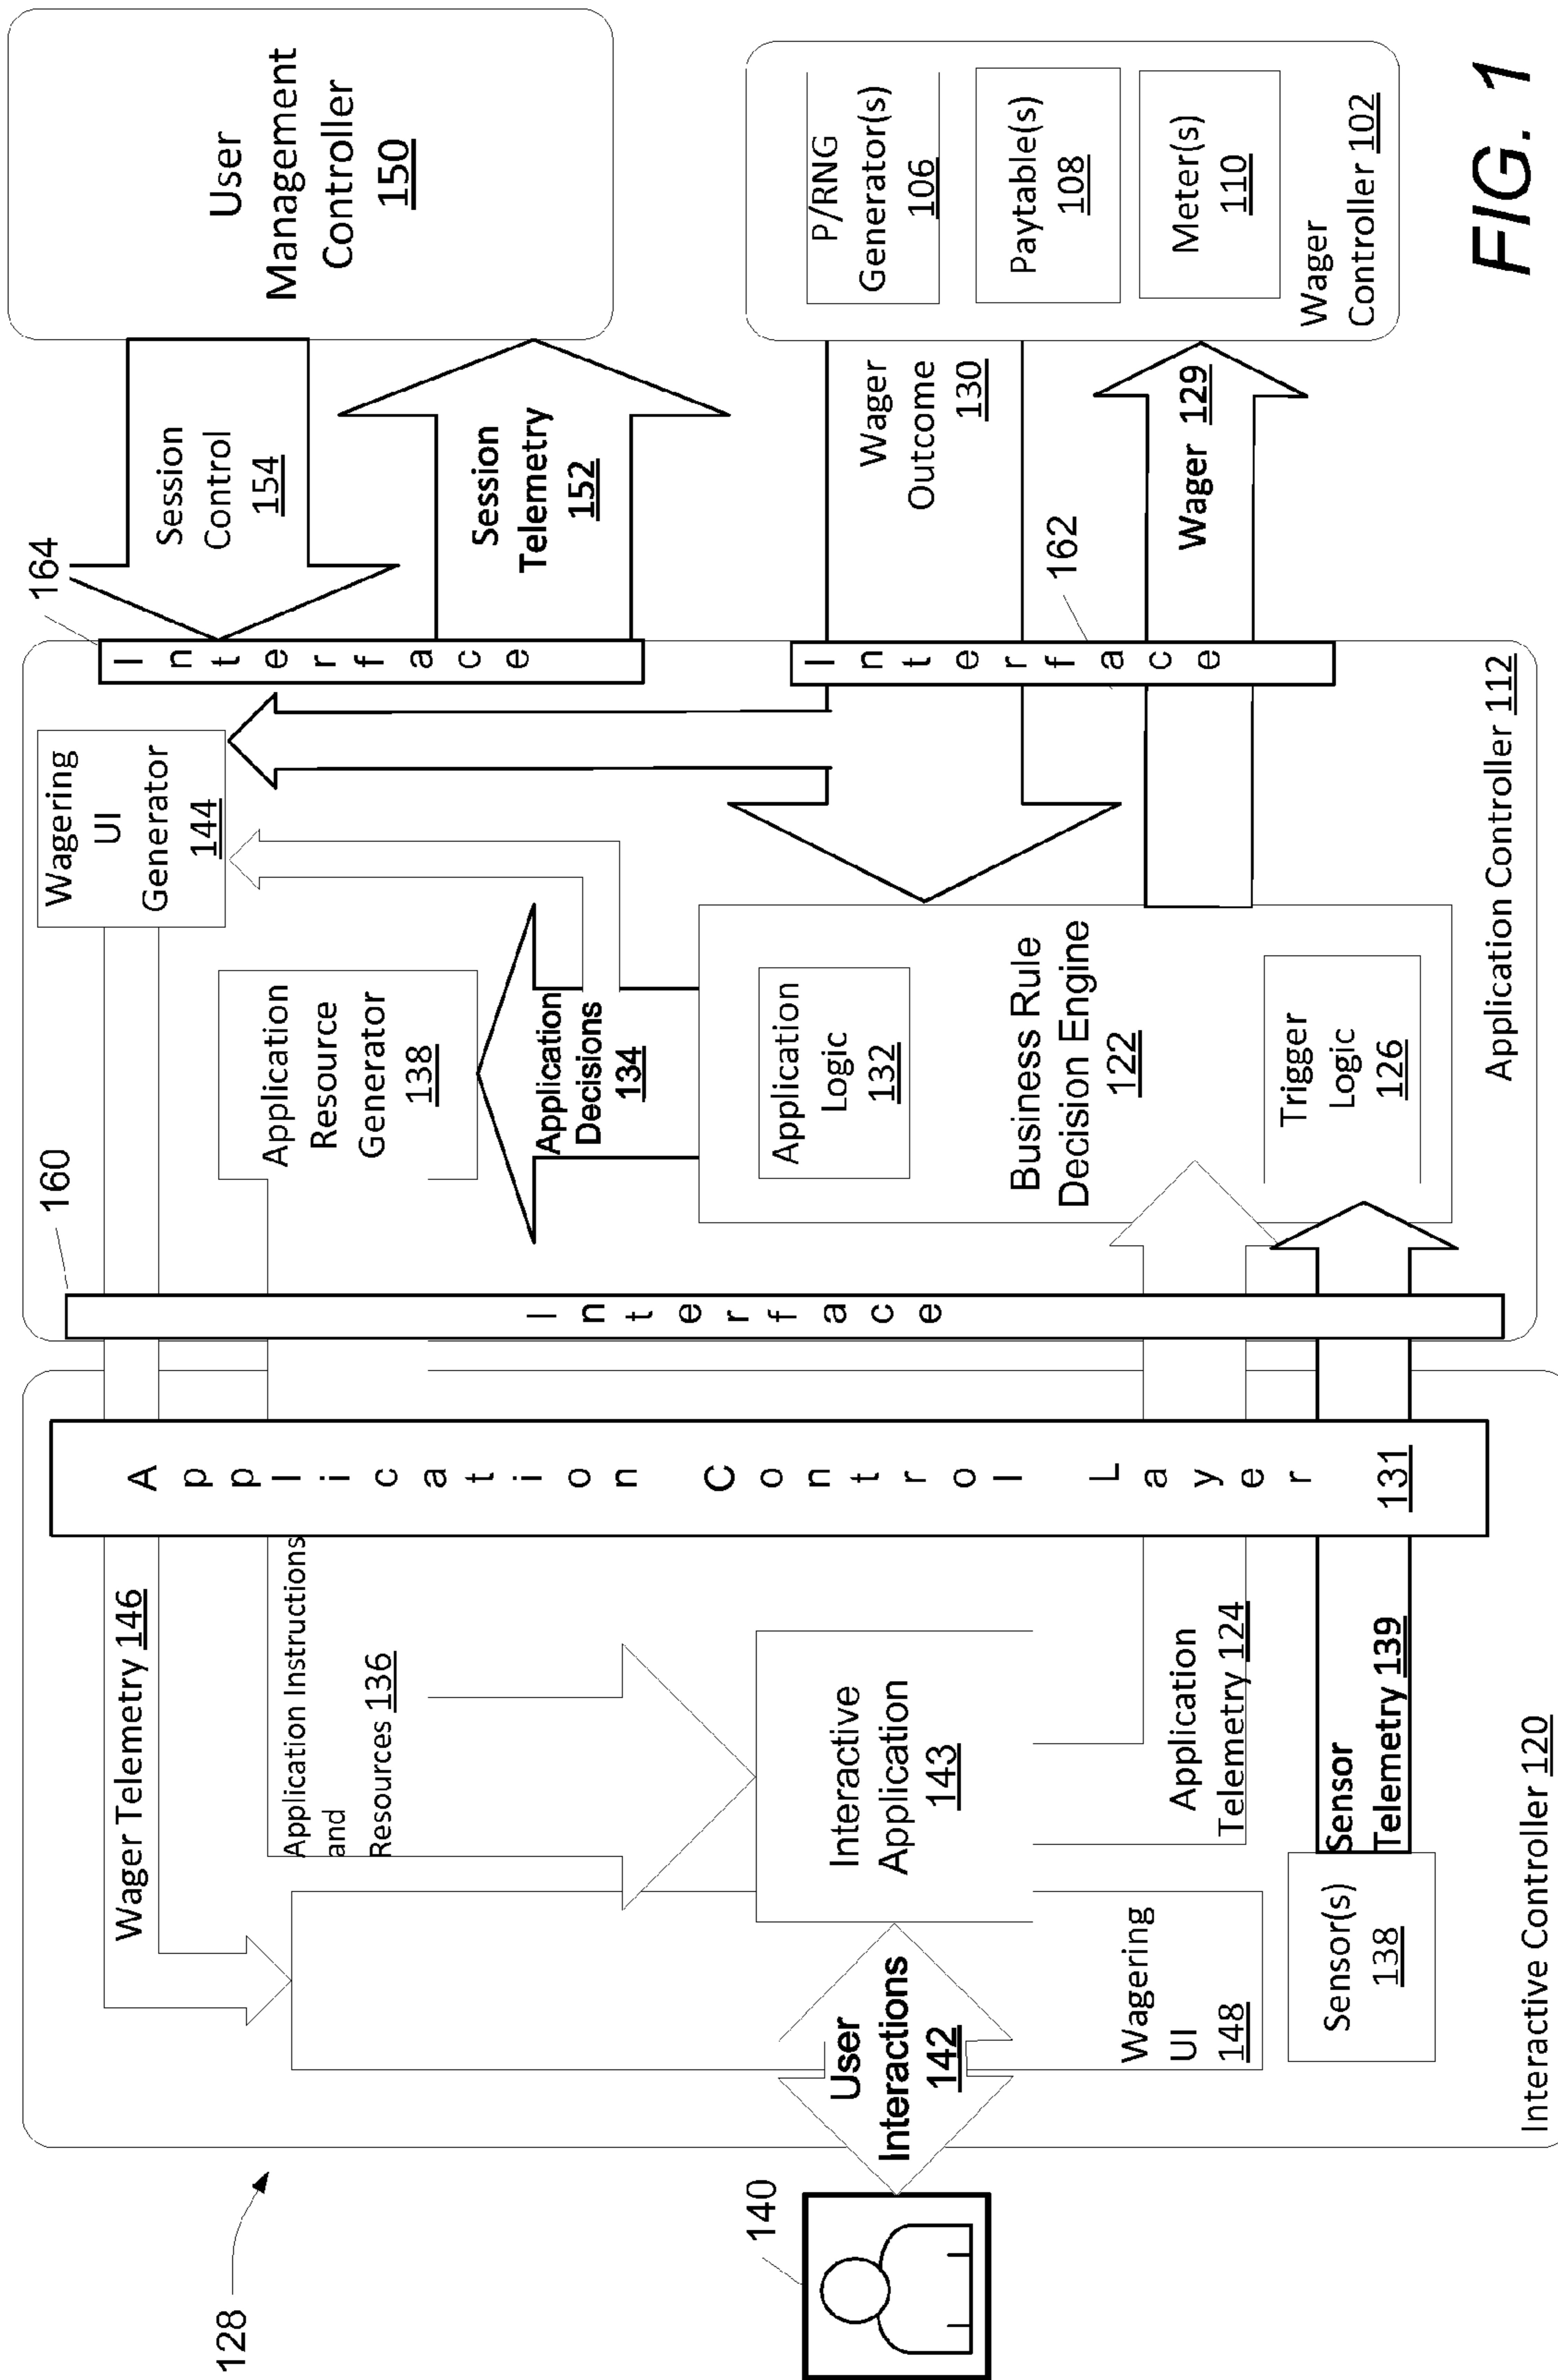 128
140
User
Interactions
142
Wager Telemetry 146
Application Instructions
and
Resources 136
Interactive
Application
143
Application
Telemetry 124
Wagering
UI
148
Sensor(s)
138
Sensor
Telemetry 139
Interactive Controller 120
Application Control Layer
131
160
Interface
Wagering
UI
Generator
144
Application
Resource
Generator
138
Application
Decisions
134
Application
Logic
132
Business Rule
Decision Engine
122
Trigger
Logic
126
Application Controller 112
164
Interface
Interface
162
Session
Control
154
Session
Telemetry
152
Wager
Outcome
130
Wager 129
User
Management
Controller
150
P/RNG
Generator(s)
106
Paytable(s)
108
Meter(s)
110
Wager
Controller 102
FIG. 1